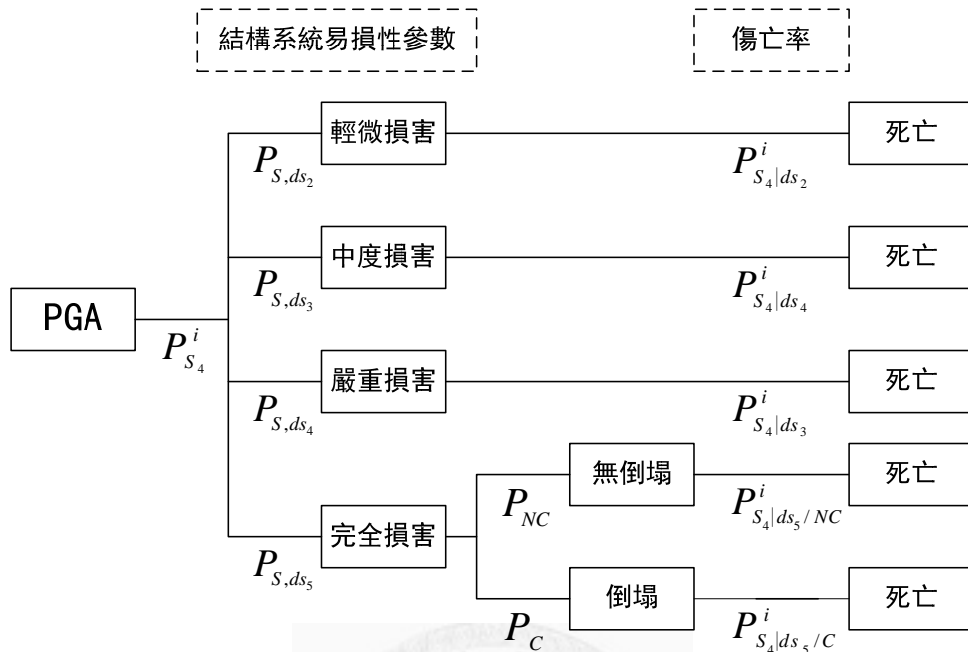 結構系統易損性參數
傷亡率
輕微損害
死亡
P_{S,ds_2}
P^i_{S_4|ds_2}
中度損害
死亡
P_{S,ds_3}
P^i_{S_4|ds_4}
PGA
P^i_{S_4}
嚴重損害
死亡
P_{S,ds_4}
P^i_{S_4|ds_3}
無倒塌
死亡
P_{NC}
P^i_{S_4|ds_5/NC}
完全損害
P_{S,ds_5}
倒塌
死亡
P_C
P^i_{S_4|ds_5/C}